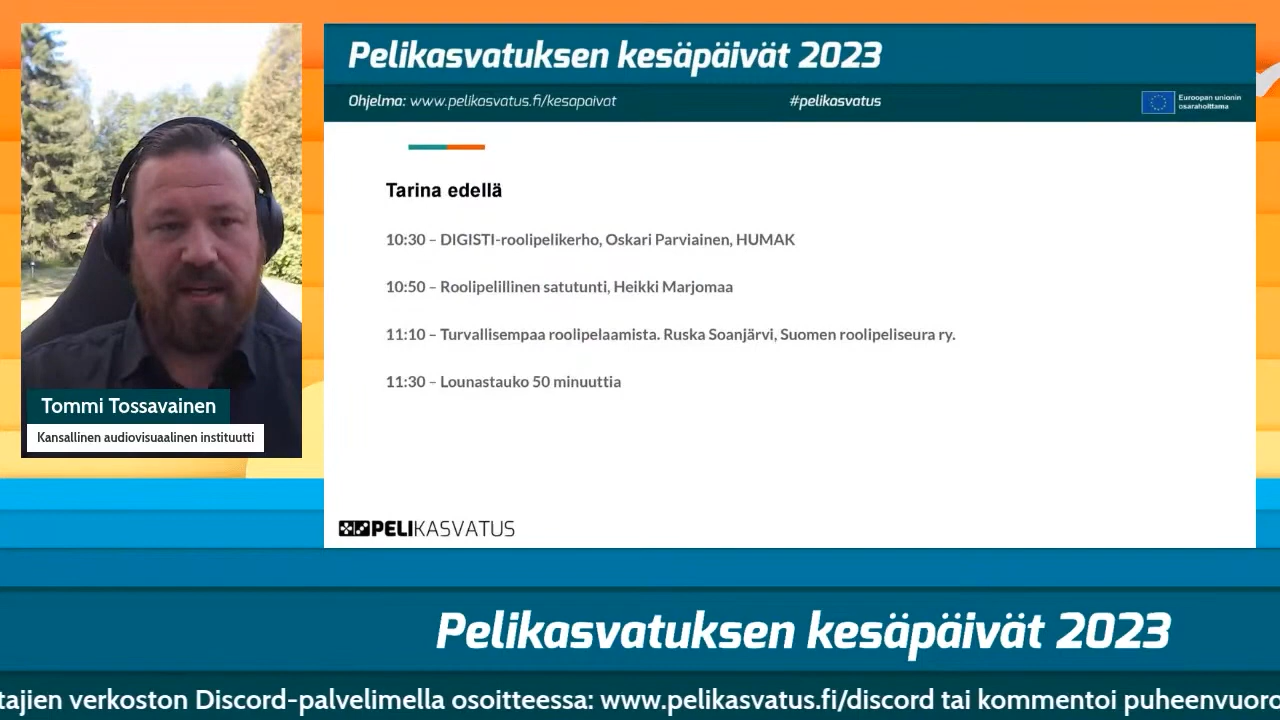 Pelikasvatuksen kesäpäivät 2023
Ohjelma: www.pelikasvatus.fi/kesapaivat
#pelikasvatus
Euroopan unionin
osarahoittama
Tarina edellä
10:30 – DIGISTI-roolipelikerho, Oskari Parviainen, HUMAK
10:50 – Roolipelillinen satutunti, Heikki Marjomaa
11:10 – Turvallisempaa roolipelaamista. Ruska Soanjärvi, Suomen roolipeliseura ry.
11:30 – Lounastauko 50 minuuttia
Tommi Tossavainen
Kansallinen audiovisuaalinen instituutti
PELIKASVATUS
Pelikasvatuksen kesäpäivät 2023
tajien verkoston Discord-palvelimella osoitteessa: www.pelikasvatus.fi/discord tai kommentoi puheenvuoro